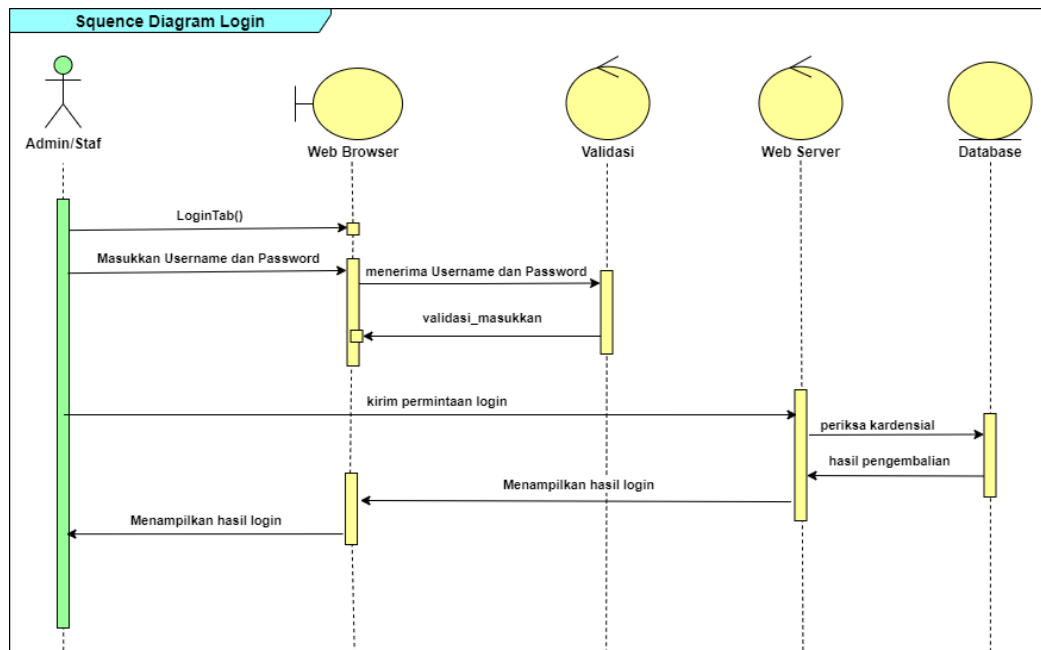 Squence Diagram Login
Admin/Staf
Web Browser
Validasi
Web Server
Database
LoginTab()
Masukkan Username dan Password
menerima Username dan Password
validasi_masukkan
kirim permintaan login
periksa kardensial
hasil pengembalian
Menampilkan hasil login
Menampilkan hasil login